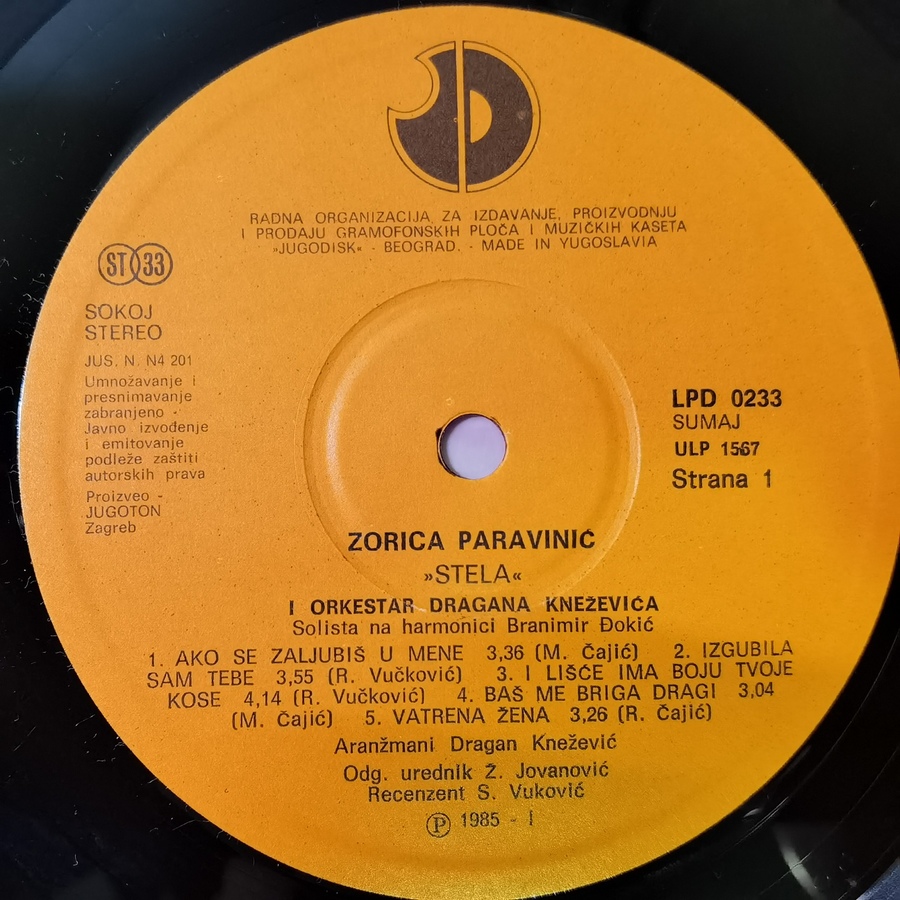 RADNA ORGANIZACIJA ZA IZDAVANJE, PROIZVODNJU
I PRODAJU GRAMOFONSKIH PLOČA I MUZIČKIH KASETA
»JUGODISK« - BEOGRAD. - MADE IN YUGOSLAVIA
ST 33
SOKOJ
STEREO
JUS. N. N4 201
Umnožavanje i
presnimavanje
zabranjeno -
Javno izvođenje
i emitovanje
podleže zaštiti
autorskih prava
Proizveo -
JUGOTON
Zagreb
LPD 0233
SUMAJ
ULP 1567
Strana 1
ZORICA PARAVINIĆ
»STELA«
I ORKESTAR DRAGANA KNEŽEVIĆA
Solista na harmonici Branimir Đokić
1. AKO SE ZALJUBIŠ U MENE 3,36 (M. Čajić) 2. IZGUBILA
SAM TEBE 3,55 (R. Vučković) 3. I LIŠĆE IMA BOJU TVOJE
KOSE 4,14 (R. Vučković) 4. BAŠ ME BRIGA DRAGI 3,04
(M. Čajić) 5. VATRENA ŽENA 3,26 (R. Čajić)
Aranžmani Dragan Knežević
Odg. urednik Ž. Jovanović
Recenzent S. Vuković
Ⓟ 1985 - I